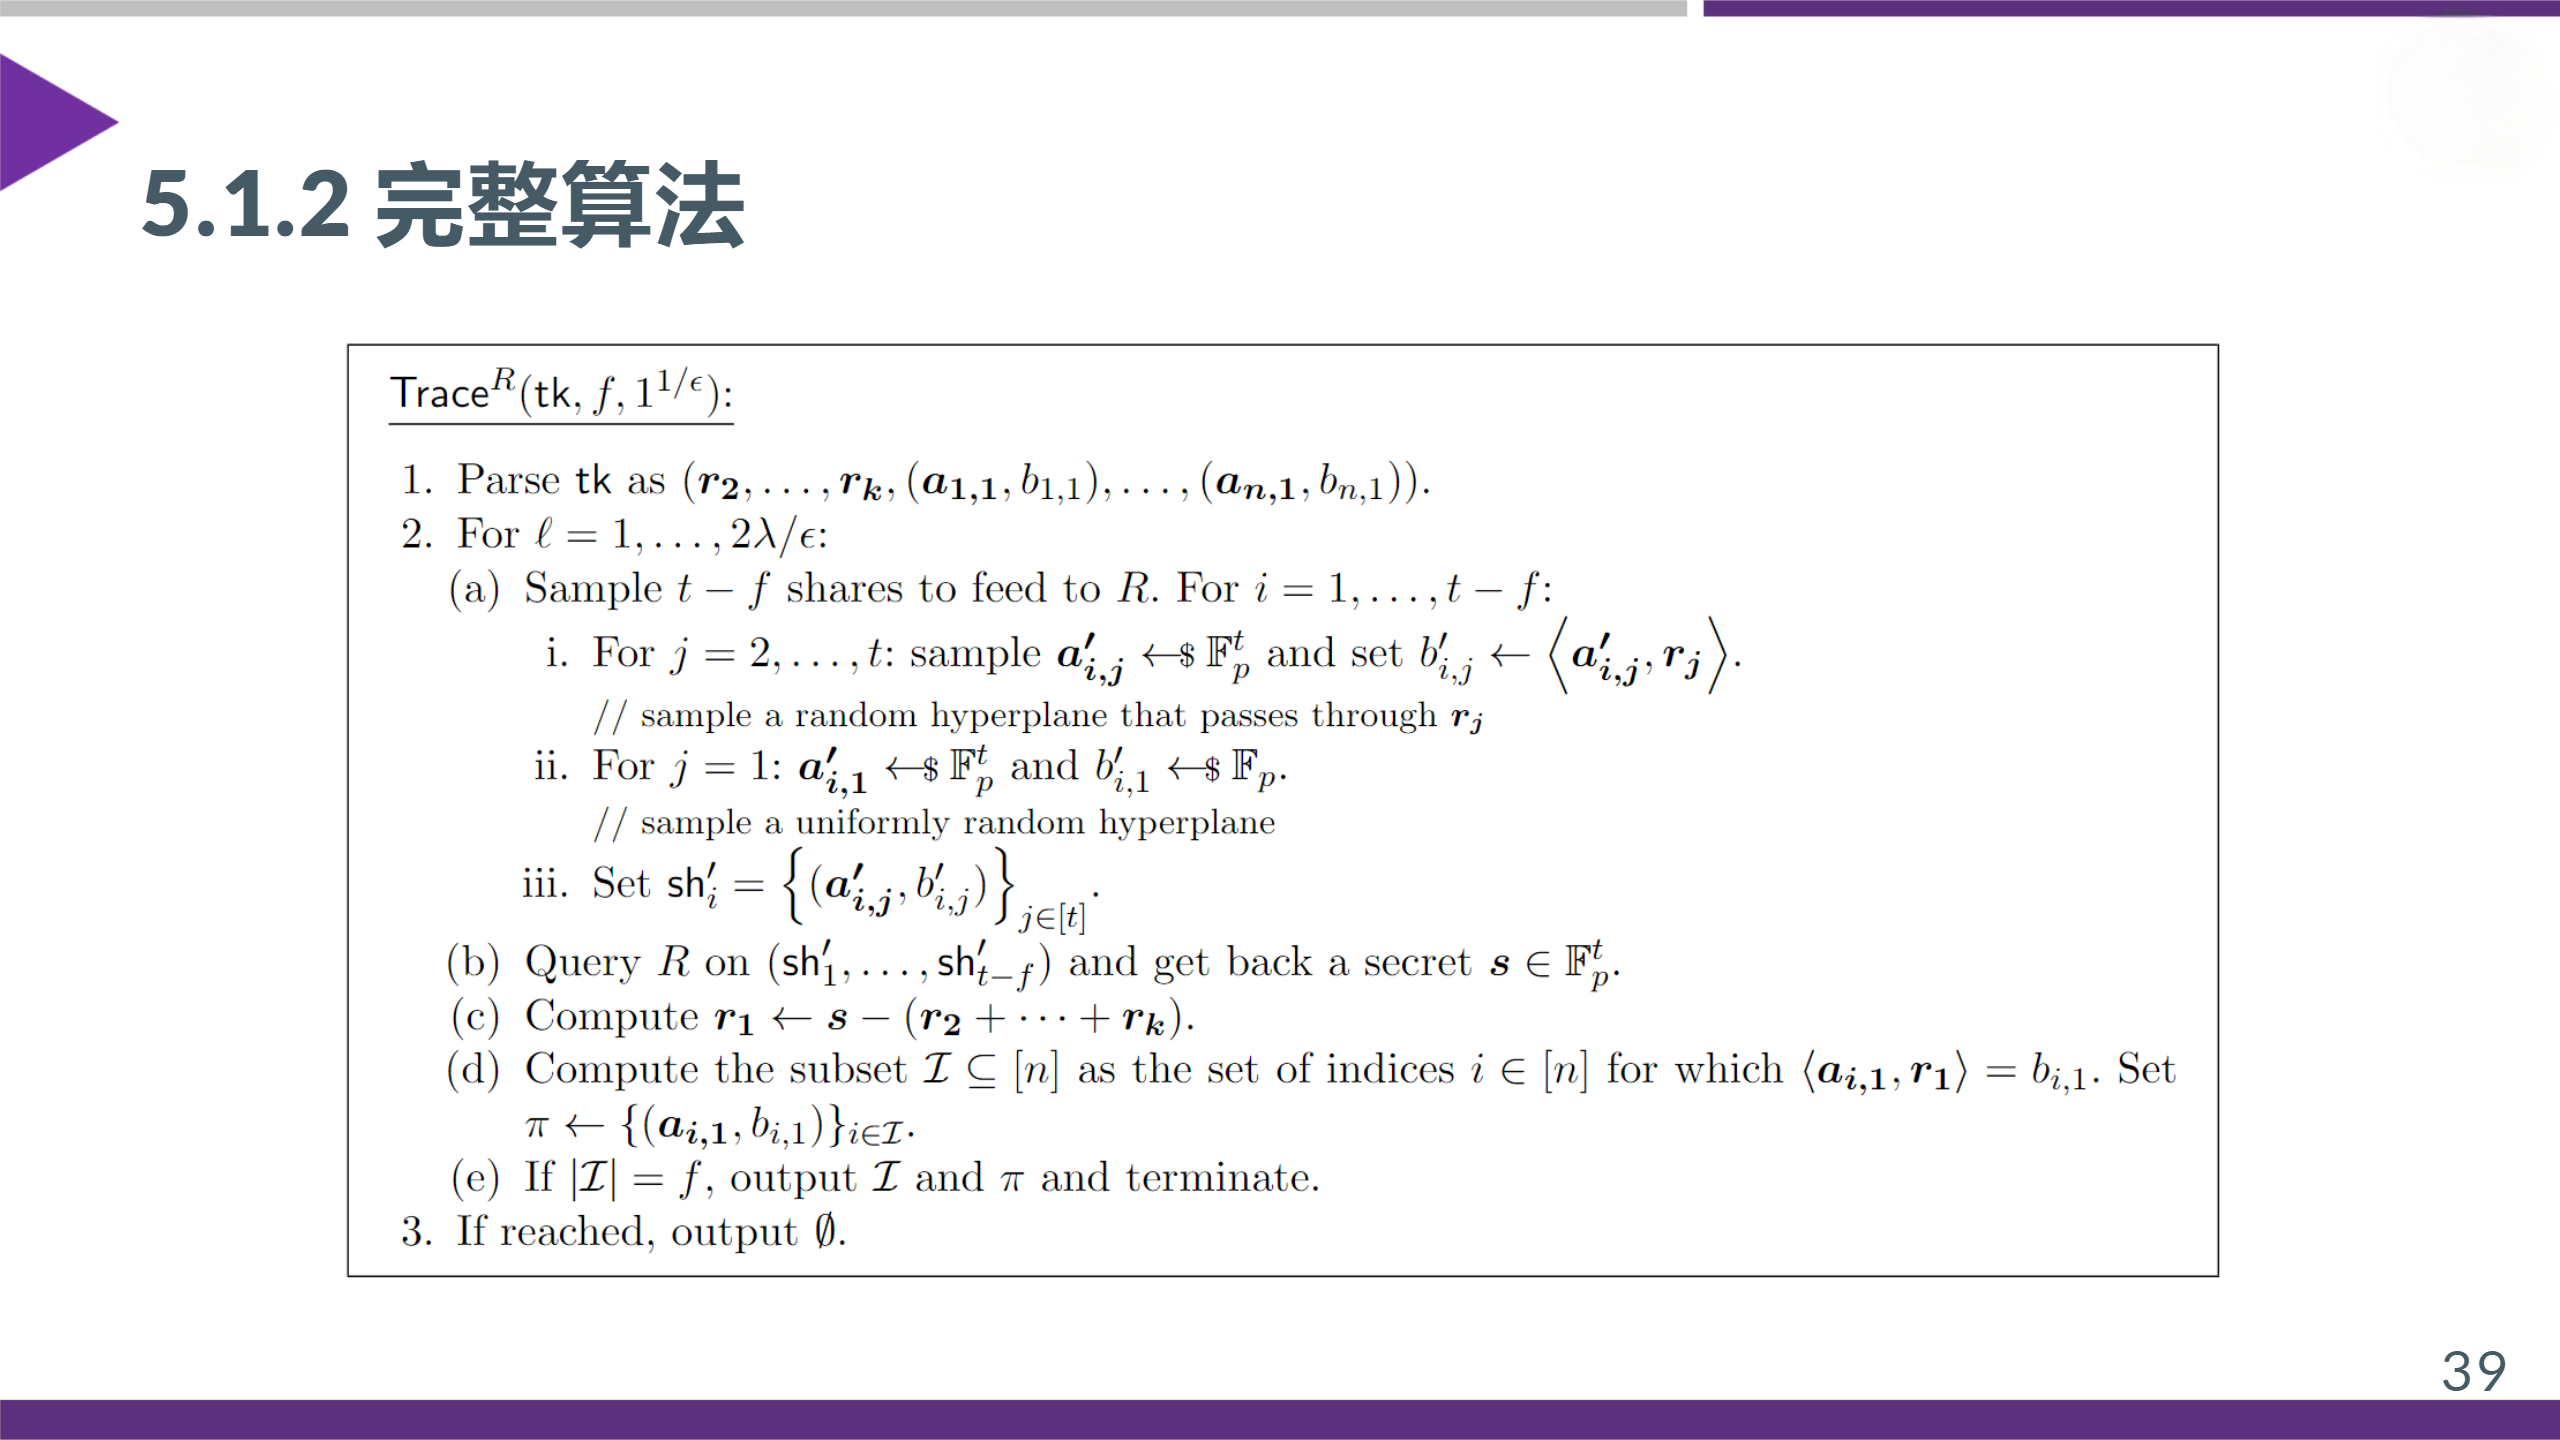 5.1.2 完整算法
Trace^R(tk, f, 1^{1/ϵ}):
1. Parse tk as (r_2, . . . , r_k, (a_{1,1}, b_{1,1}), . . . , (a_{n,1}, b_{n,1})).
2. For ℓ = 1, . . . , 2λ/ϵ:
(a) Sample t − f shares to feed to R. For i = 1, . . . , t − f:
i. For j = 2, . . . , t: sample a′_{i,j} ←$ 𝔽_p^t and set b′_{i,j} ← ⟨a′_{i,j}, r_j⟩.
// sample a random hyperplane that passes through r_j
ii. For j = 1: a′_{i,1} ←$ 𝔽_p^t and b′_{i,1} ←$ 𝔽_p.
// sample a uniformly random hyperplane
iii. Set sh′_i = {(a′_{i,j}, b′_{i,j})}_{j∈[t]}.
(b) Query R on (sh′_1, . . . , sh′_{t−f}) and get back a secret s ∈ 𝔽_p^t.
(c) Compute r_1 ← s − (r_2 + · · · + r_k).
(d) Compute the subset ℐ ⊆ [n] as the set of indices i ∈ [n] for which ⟨a_{i,1}, r_1⟩ = b_{i,1}. Set
π ← {(a_{i,1}, b_{i,1})}_{i∈ℐ}.
(e) If |ℐ| = f, output ℐ and π and terminate.
3. If reached, output ∅.
39